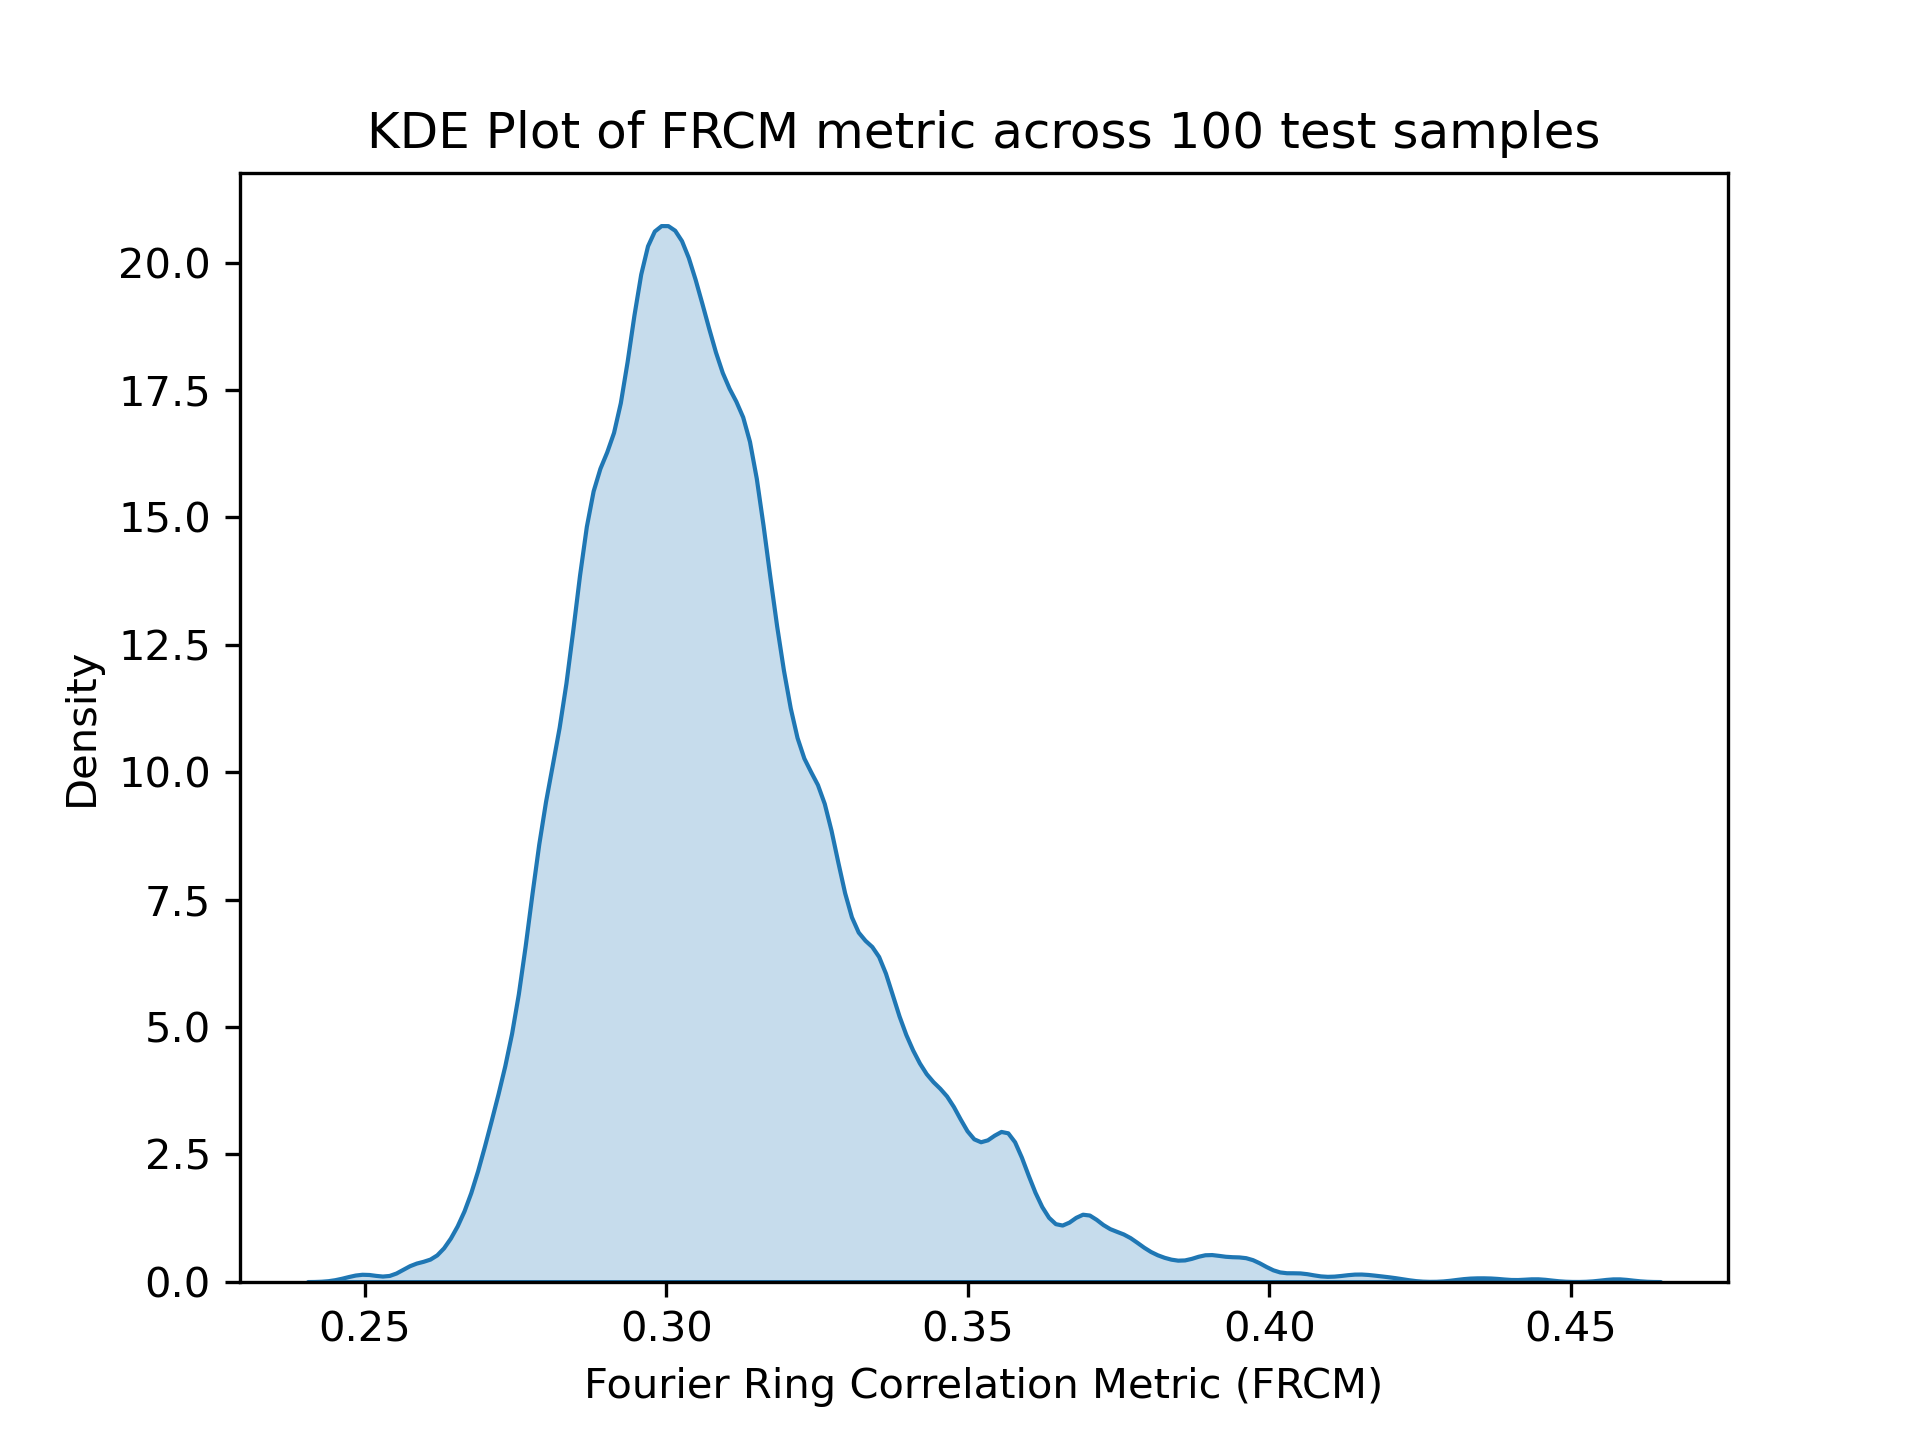 KDE Plot of FRCM metric across 100 test samples
20.0
17.5
15.0
12.5
10.0
7.5
5.0
2.5
0.0
Density
0.25 0.30 0.35 0.40 0.45
Fourier Ring Correlation Metric (FRCM)